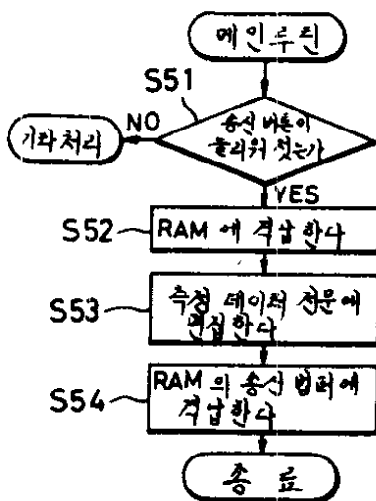 메인루틴
S51
송신 버튼이
눌리워 졌는가
NO
기타처리
YES
S52
RAM 에 격납 한다
S53
측정 데이터 전문에
편집한다
S54
RAM 의 송신 버퍼에
격납한다
종료